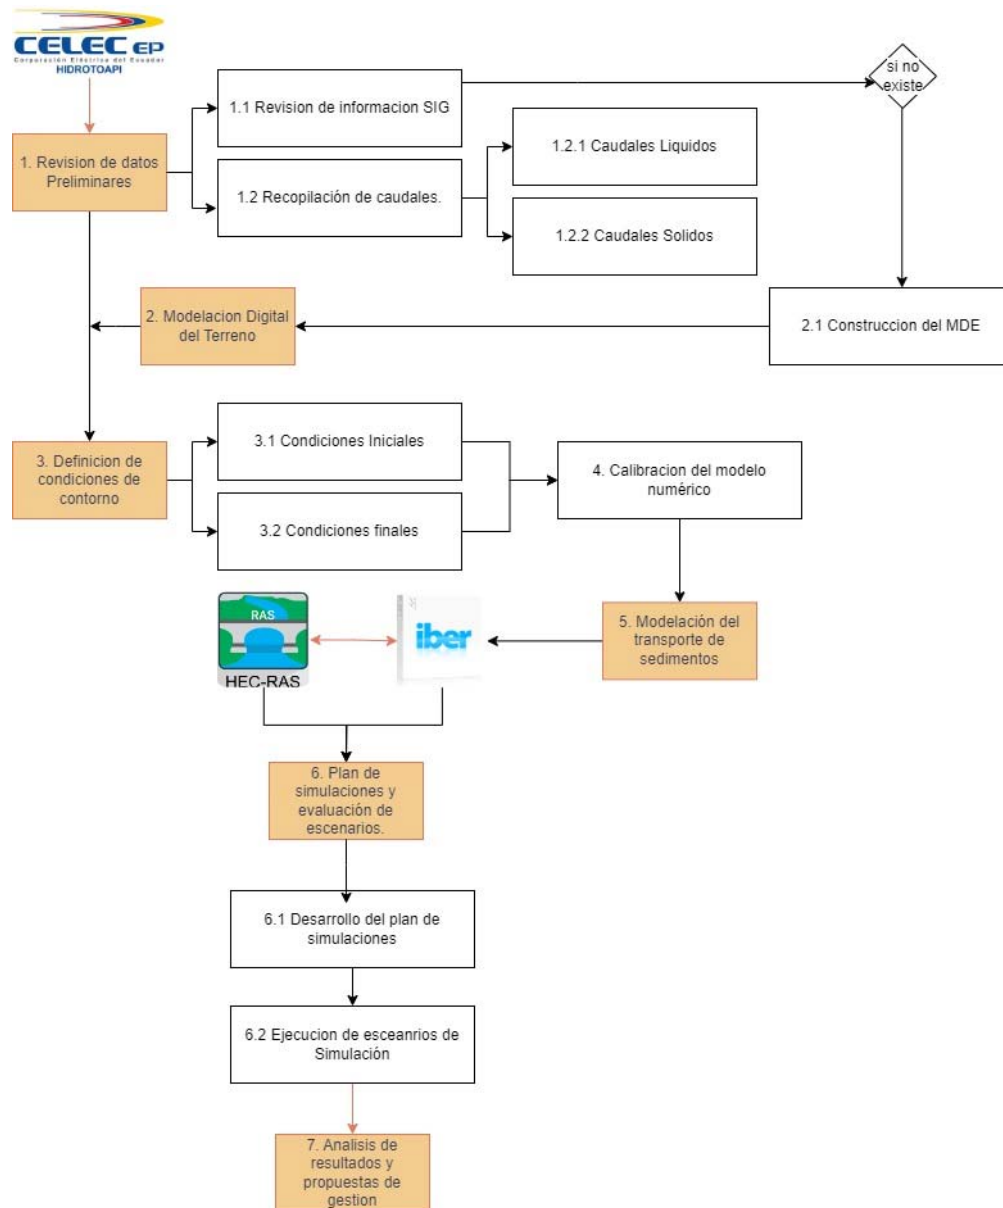 CELEC EP
Corporación Eléctrica del Ecuador
HIDROTOAPI
si no
existe
1.1 Revision de informacion SIG
1.2.1 Caudales Liquidos
1. Revision de datos
Preliminares
1.2 Recopilación de caudales.
1.2.2 Caudales Solidos
2. Modelacion Digital
del Terreno
2.1 Construccion del MDE
3.1 Condiciones Iniciales
3. Definicion de
condiciones de
contorno
4. Calibracion del modelo
numérico
3.2 Condiciones finales
RAS
HEC-RAS
iber
5. Modelación del
transporte de
sedimentos
6. Plan de
simulaciones y
evaluación de
escenarios.
6.1 Desarrollo del plan de
simulaciones
6.2 Ejecucion de esceanrios de
Simulación
7. Analisis de
resultados y
propuestas de
gestion